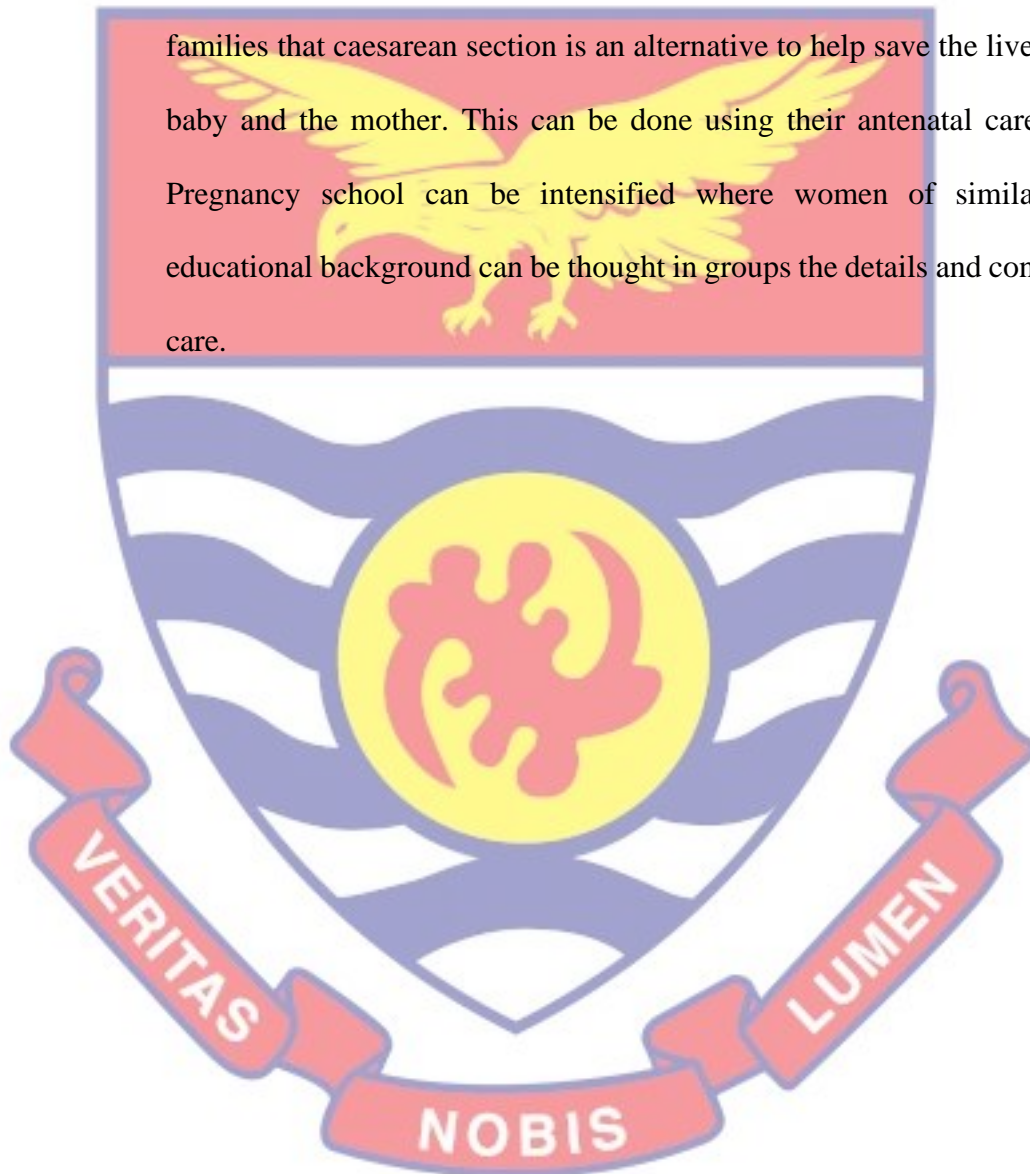 families that caesarean section is an alternative to help save the live
baby and the mother. This can be done using their antenatal care
Pregnancy school can be intensified where women of simila
educational background can be thought in groups the details and con
care.
VERITAS
NOBIS
LUMEN